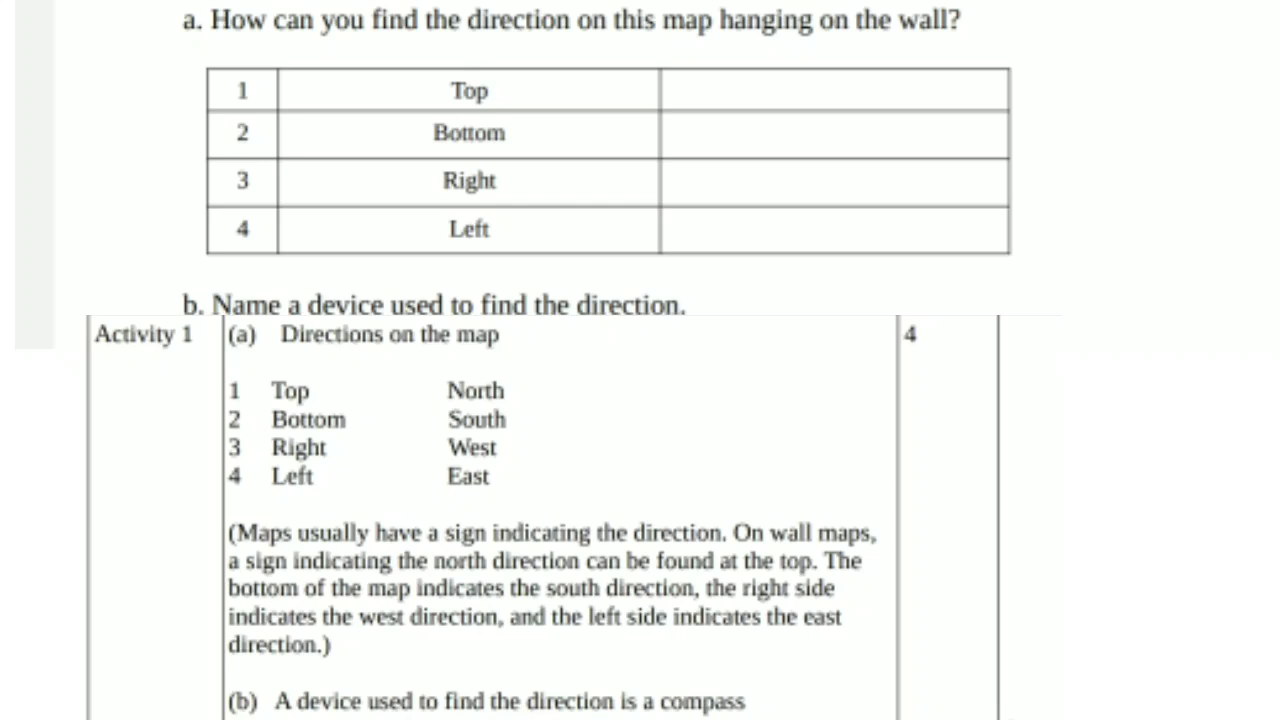 a. How can you find the direction on this map hanging on the wall?
1 Top
2 Bottom
3 Right
4 Left
b. Name a device used to find the direction.
Activity 1 (a) Directions on the map 4
1 Top North
2 Bottom South
3 Right West
4 Left East
(Maps usually have a sign indicating the direction. On wall maps,
a sign indicating the north direction can be found at the top. The
bottom of the map indicates the south direction, the right side
indicates the west direction, and the left side indicates the east
direction.)
(b) A device used to find the direction is a compass